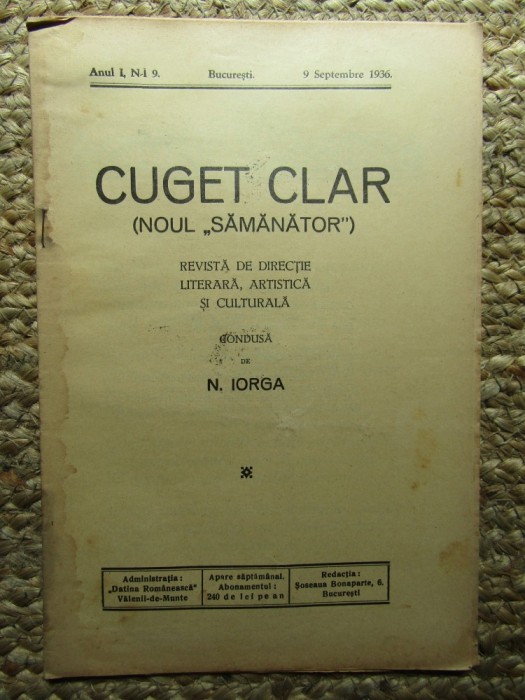 Anul I, N-l 9. București. 9 Septembre 1936.
CUGET CLAR
(NOUL „SĂMĂNĂTOR”)
REVISTĂ DE DIRECȚIE
LITERARĂ, ARTISTICĂ
ȘI CULTURALĂ
CONDUSĂ
DE
N. IORGA
Administrația:
„Datina Românească”
Vălenii-de-Munte
Apare săptămânal.
Abonamentul:
240 de lei pe an
Redacția:
Șoseaua Bonaparte, 6.
București